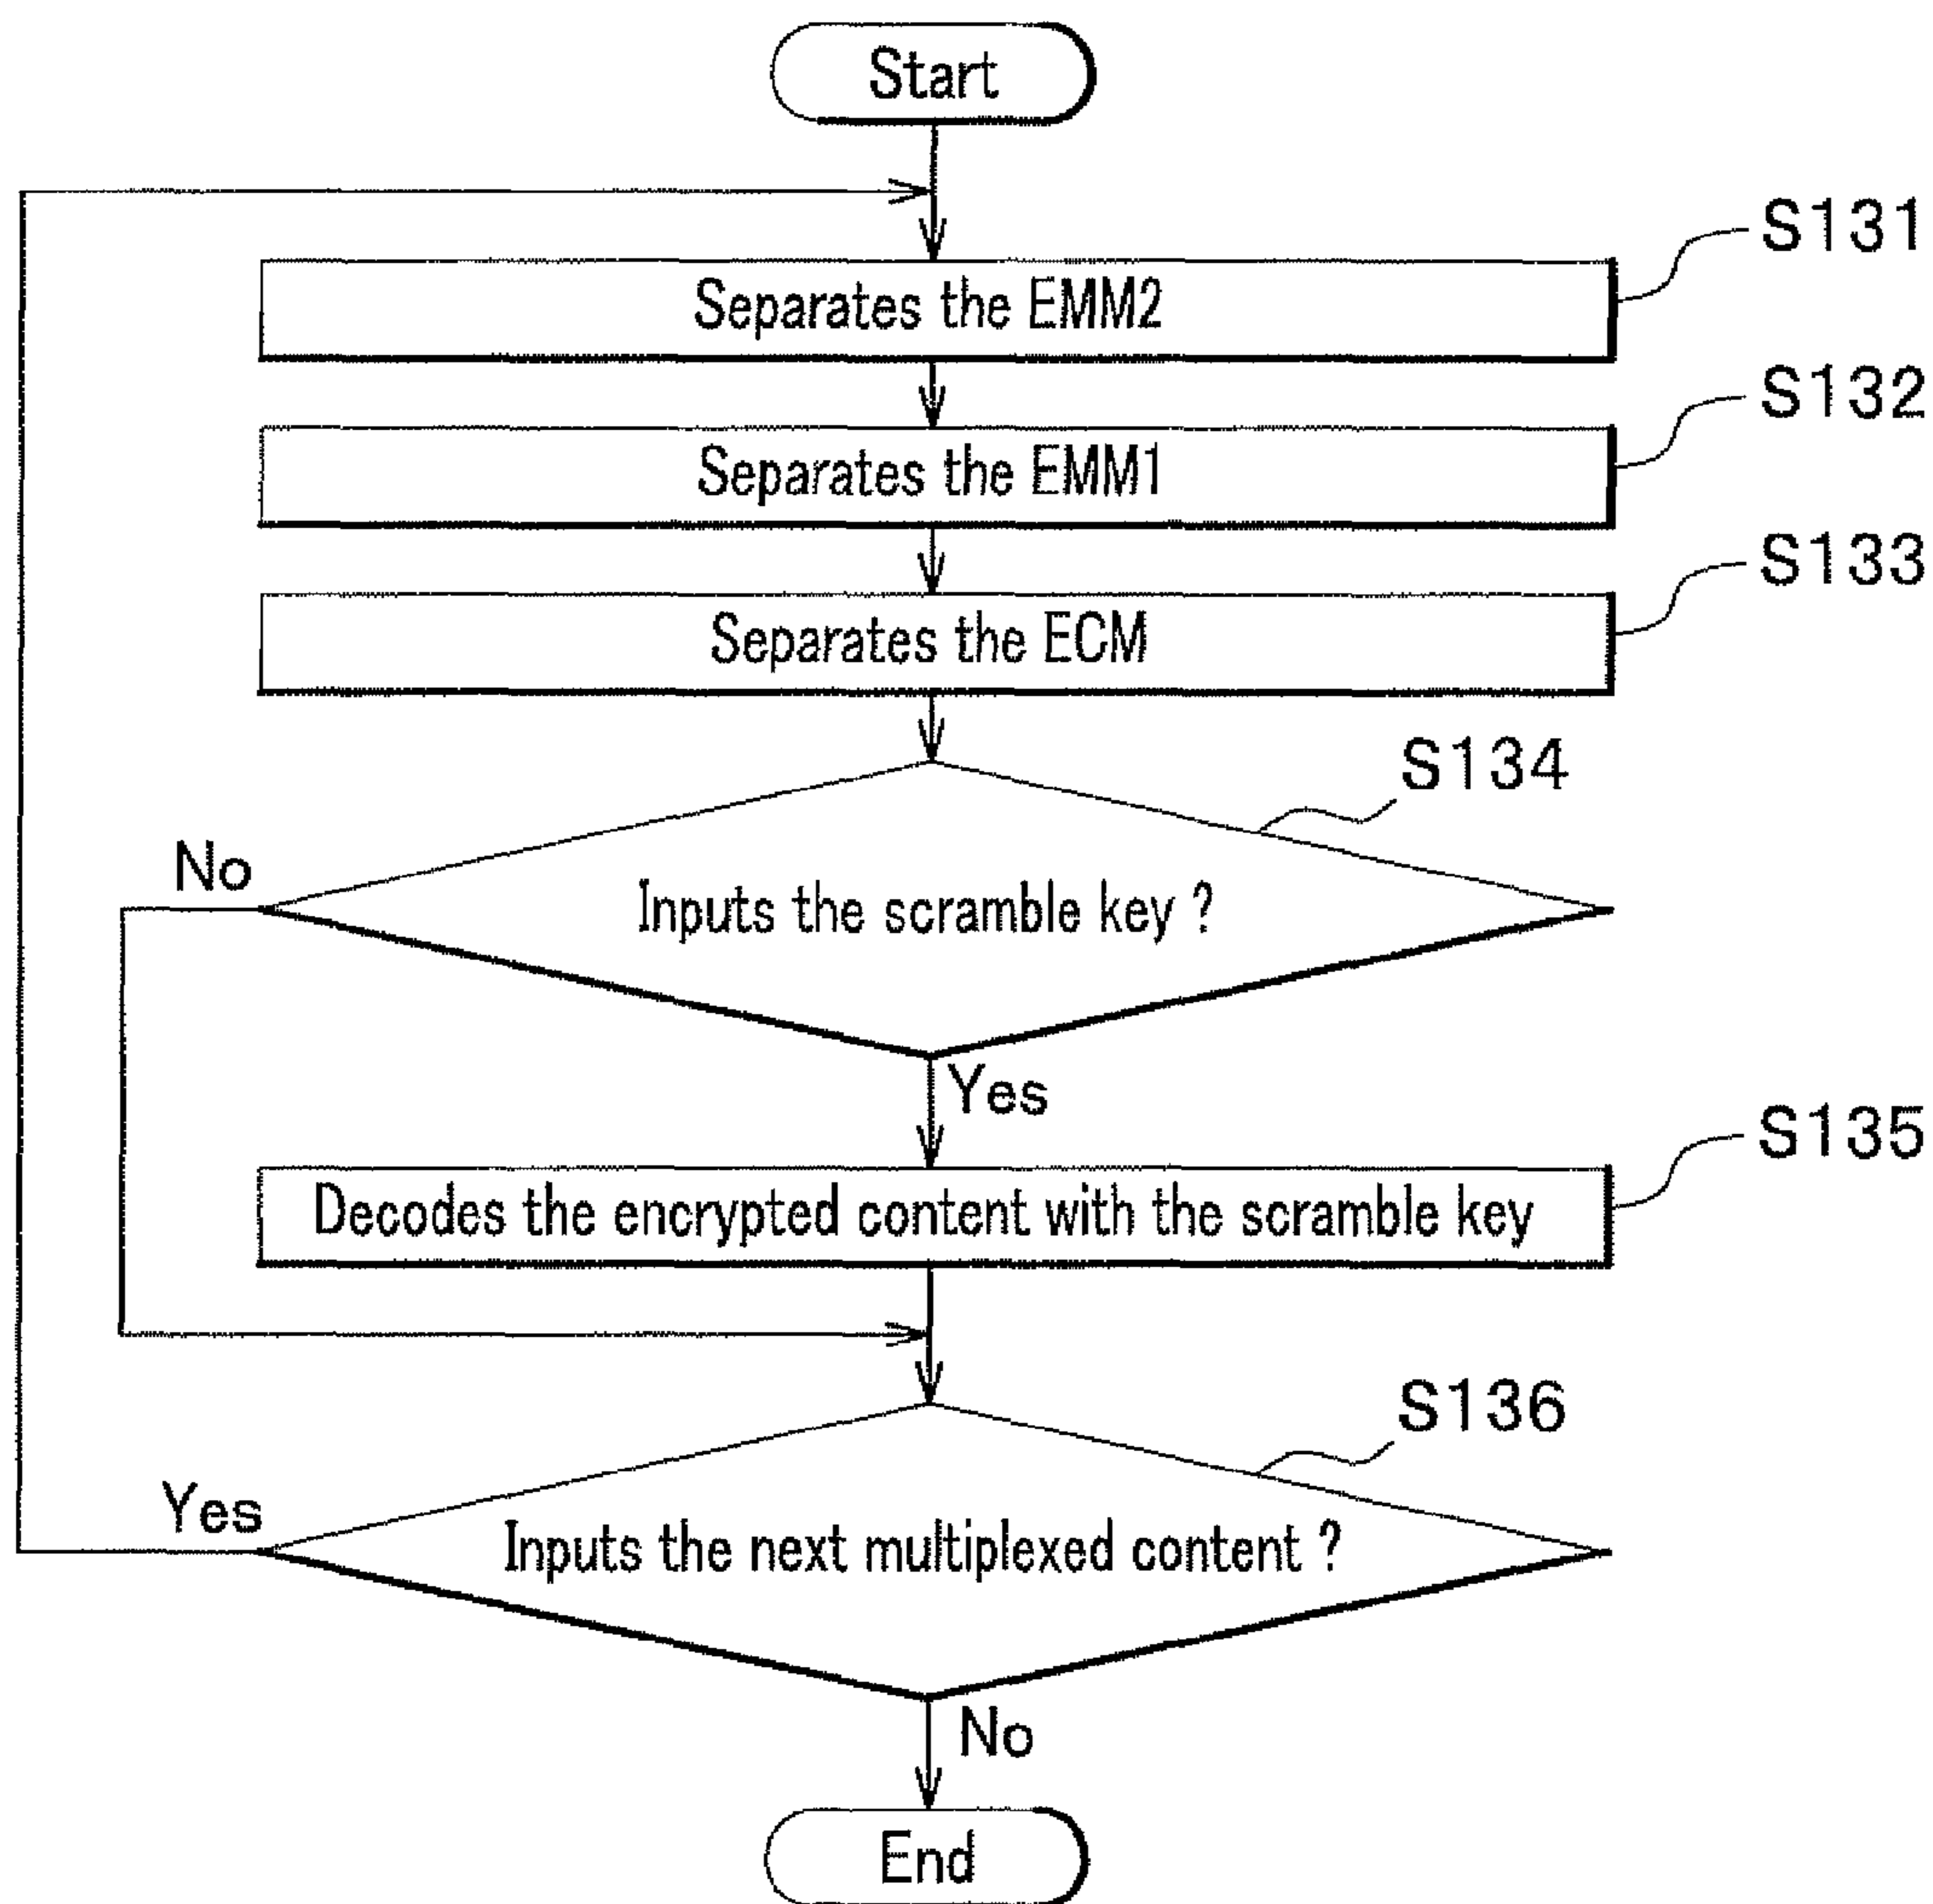 Start
S131
Separates the EMM2
S132
Separates the EMM1
S133
Separates the ECM
S134
No
Inputs the scramble key ?
Yes
S135
Decodes the encrypted content with the scramble key
S136
Yes
Inputs the next multiplexed content ?
No
End